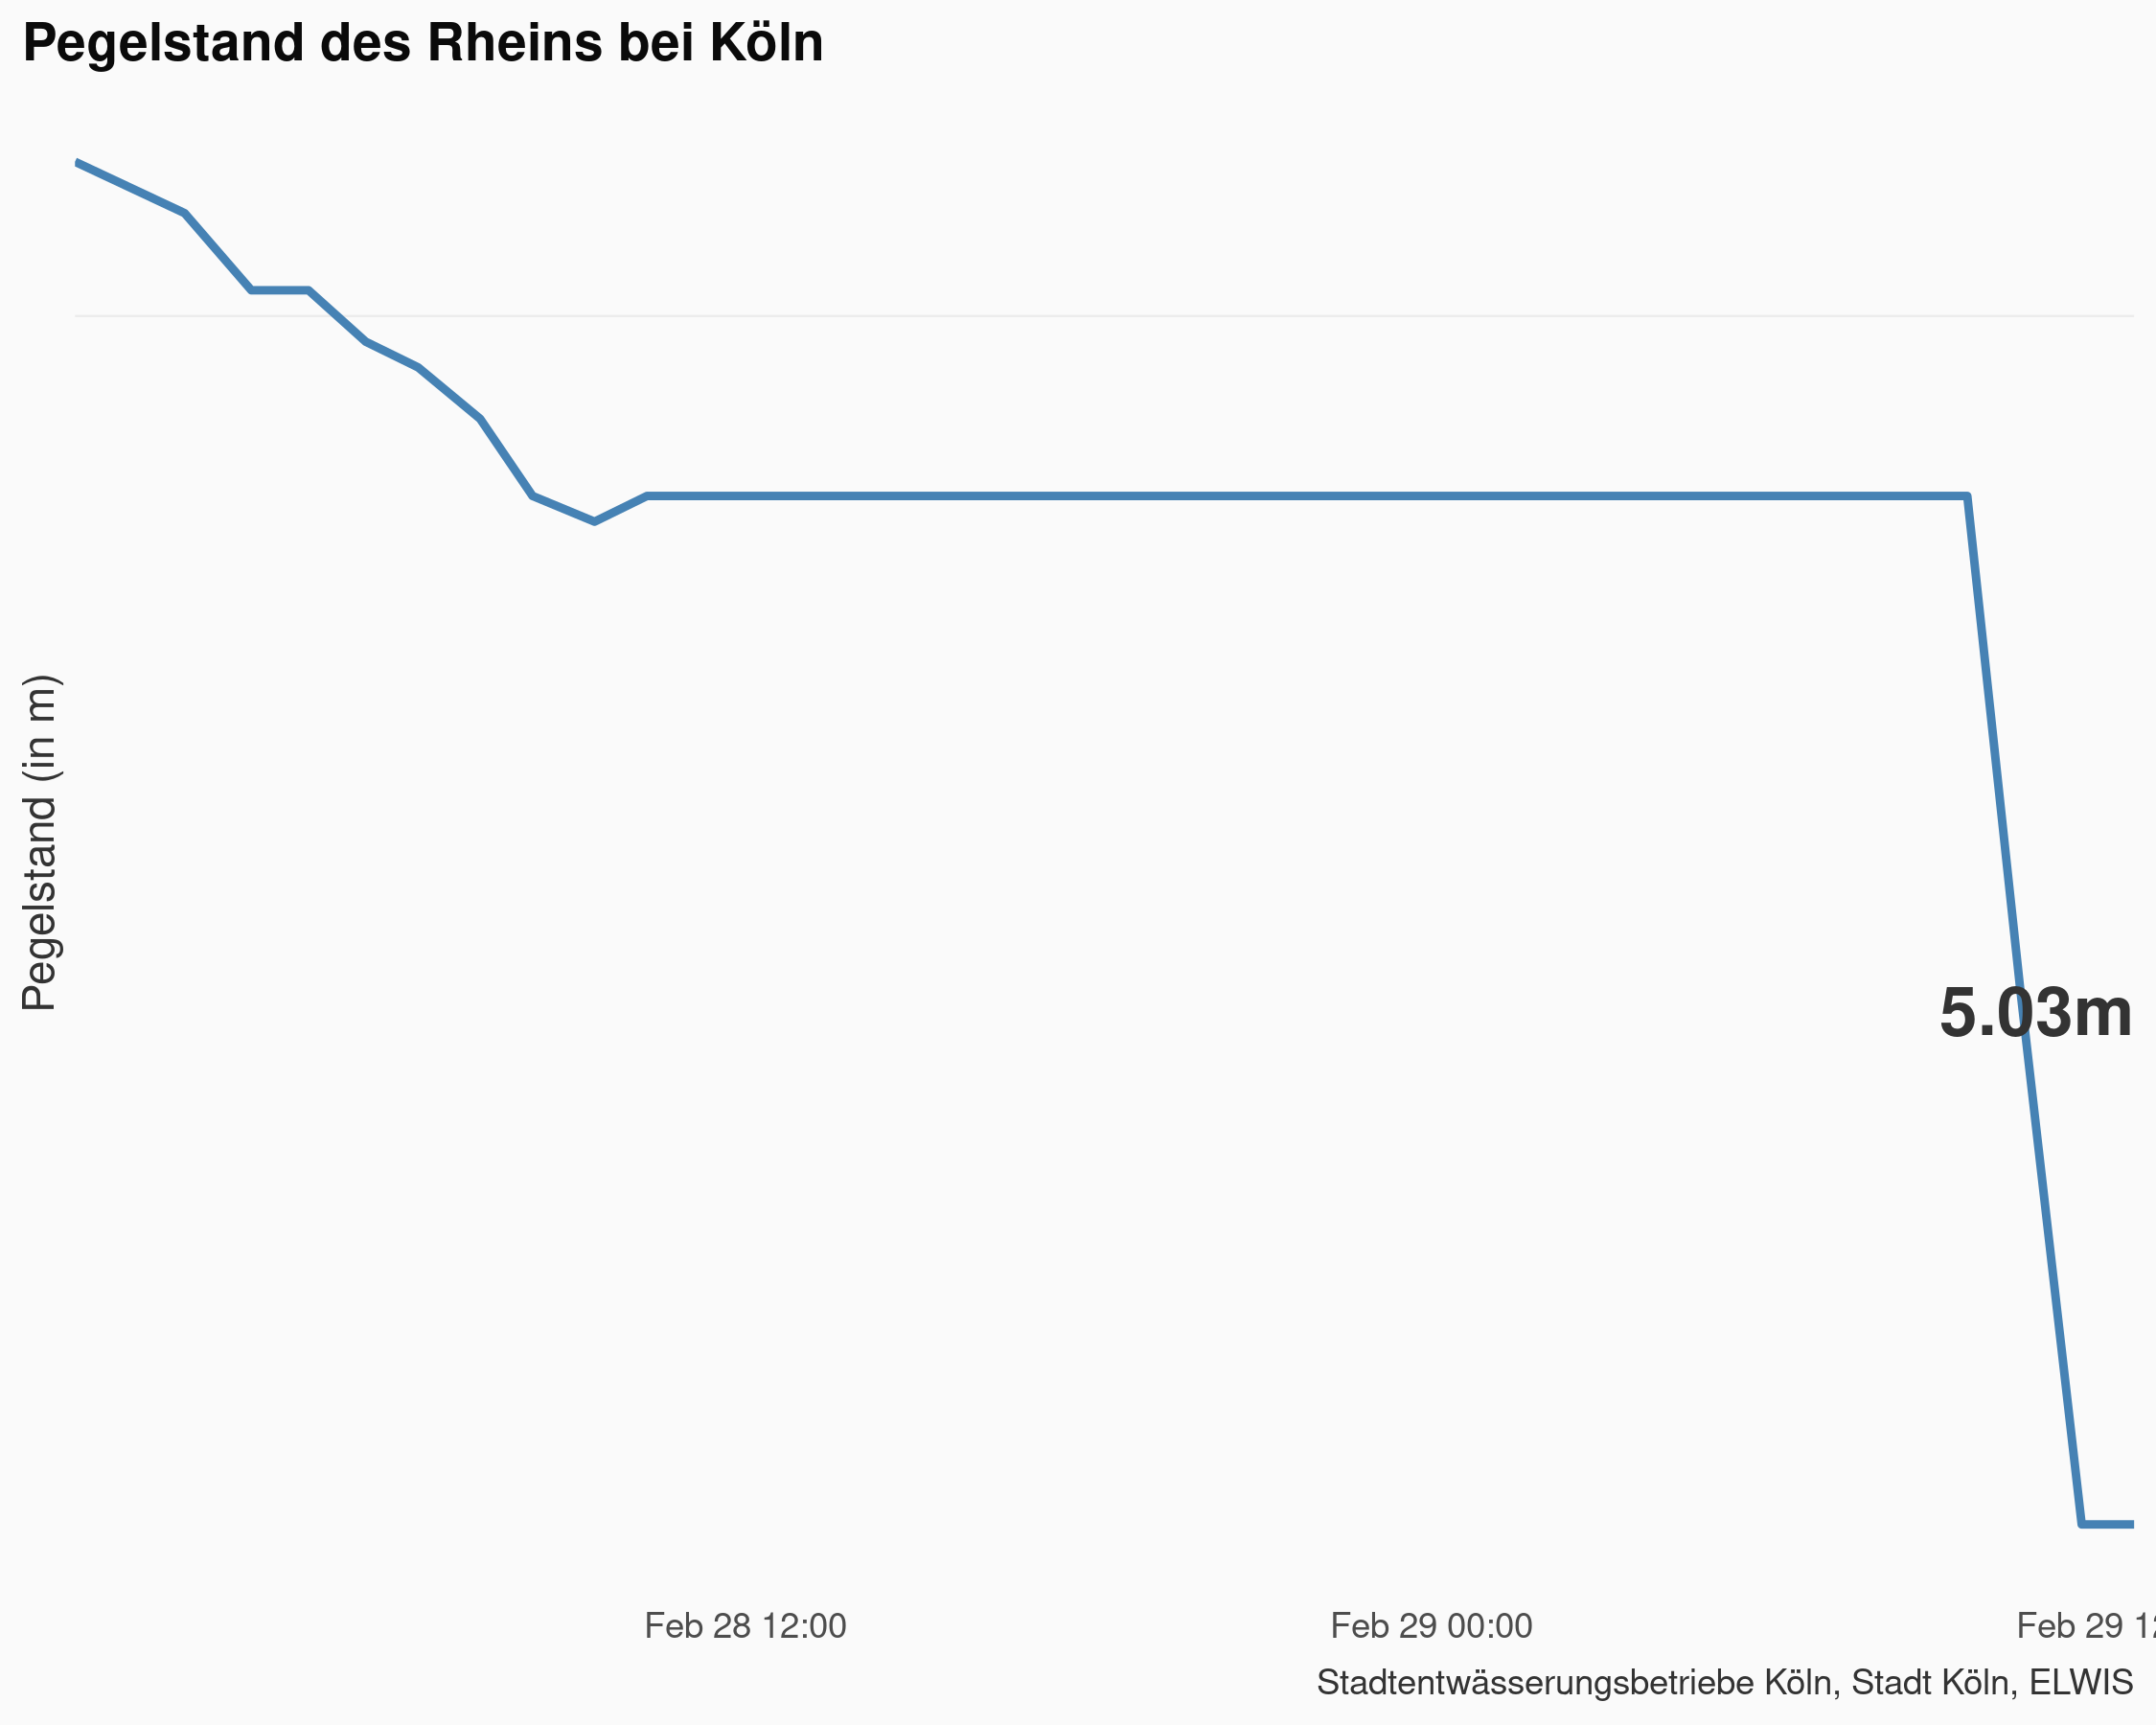 Pegelstand des Rheins bei Köln
Pegelstand (in m)
5.03m
Feb 28 12:00
Feb 29 00:00
Feb 29 12
Stadtentwässerungsbetriebe Köln, Stadt Köln, ELWIS